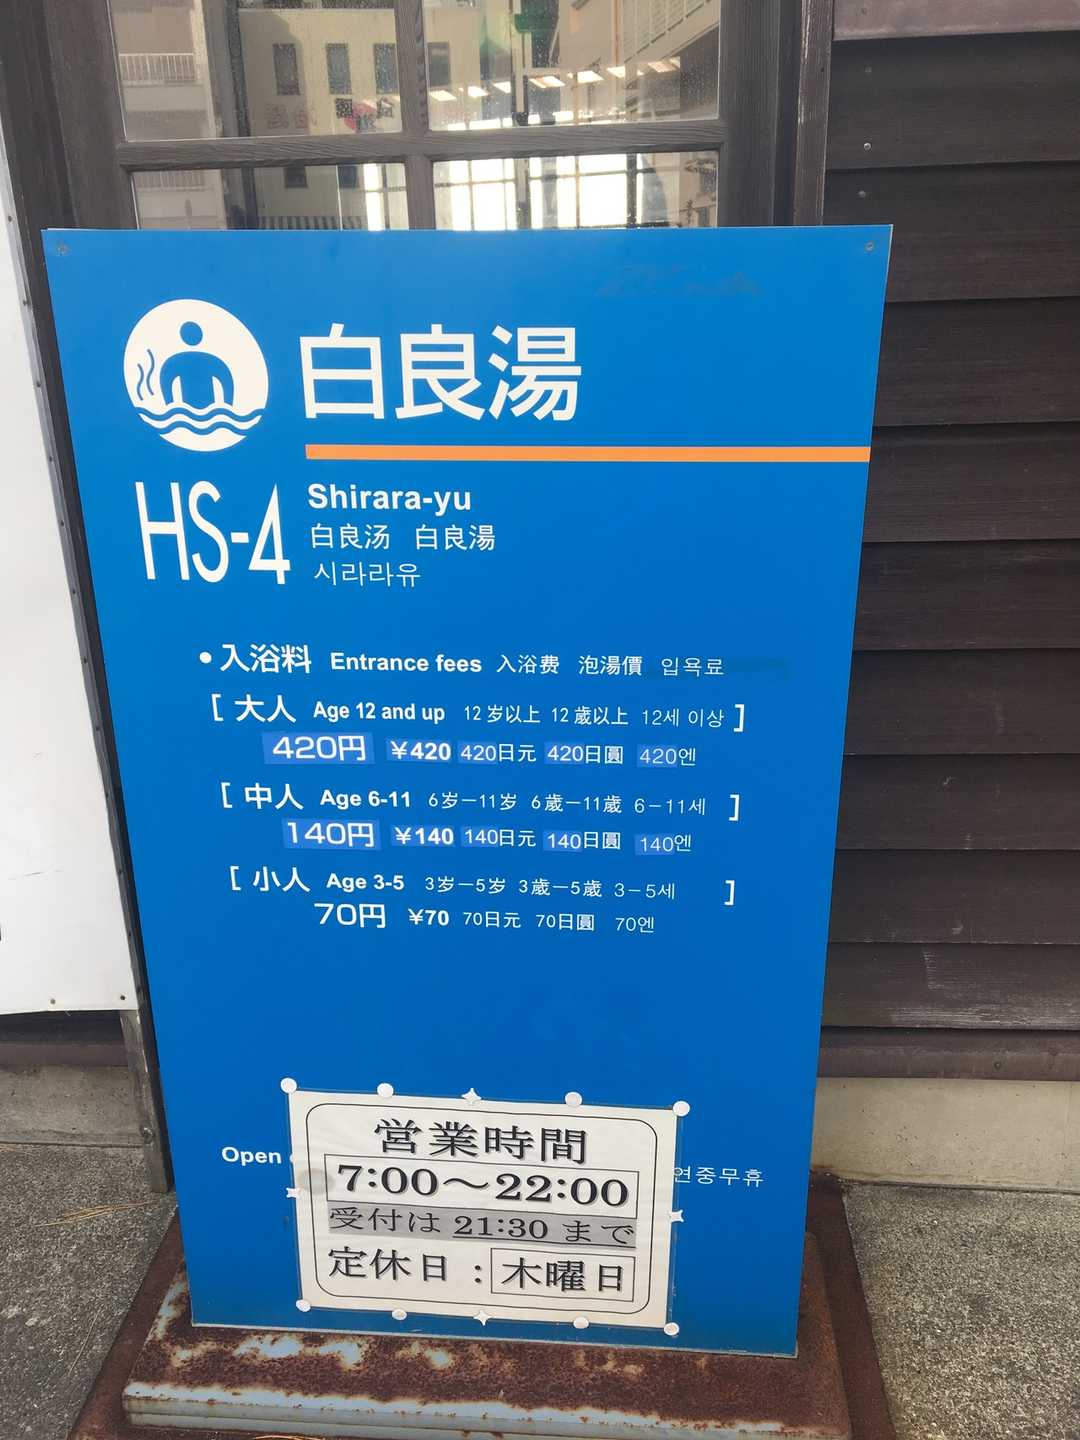 白良湯
HS-4
Shirara-yu
白良汤 白良湯
시라라유
•入浴料 Entrance fees 入浴费 泡湯價 입욕료
[ 大人 Age 12 and up 12岁以上 12歳以上 12세 이상 ]
420円 ¥420 420日元 420日圓 420엔
[ 中人 Age 6-11 6岁－11岁 6歳－11歳 6－11세 ]
140円 ¥140 140日元 140日圓 140엔
[ 小人 Age 3-5 3岁－5岁 3歳－5歳 3－5세 ]
70円 ¥70 70日元 70日圓 70엔
Open
연중무휴
営業時間
7:00～22:00
受付は 21:30 まで
定休日：木曜日